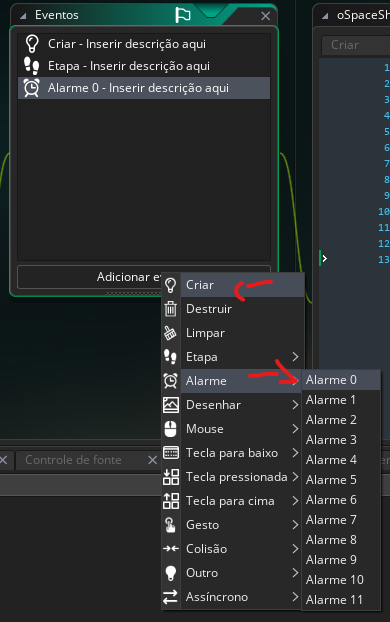 Eventos
oSpaceSh
Criar - Inserir descrição aqui
Criar
Etapa - Inserir descrição aqui
Alarme 0 - Inserir descrição aqui
1
2
3
4
5
6
7
8
9
10
11
12
13
Adicionar ev
Criar
Destruir
Limpar
Etapa
Alarme
Desenhar
Mouse
Tecla para baixo
Tecla pressionada
Tecla para cima
Gesto
Colisão
Outro
Assíncrono
Alarme 0
Alarme 1
Alarme 2
Alarme 3
Alarme 4
Alarme 5
Alarme 6
Alarme 7
Alarme 8
Alarme 9
Alarme 10
Alarme 11
Controle de fonte